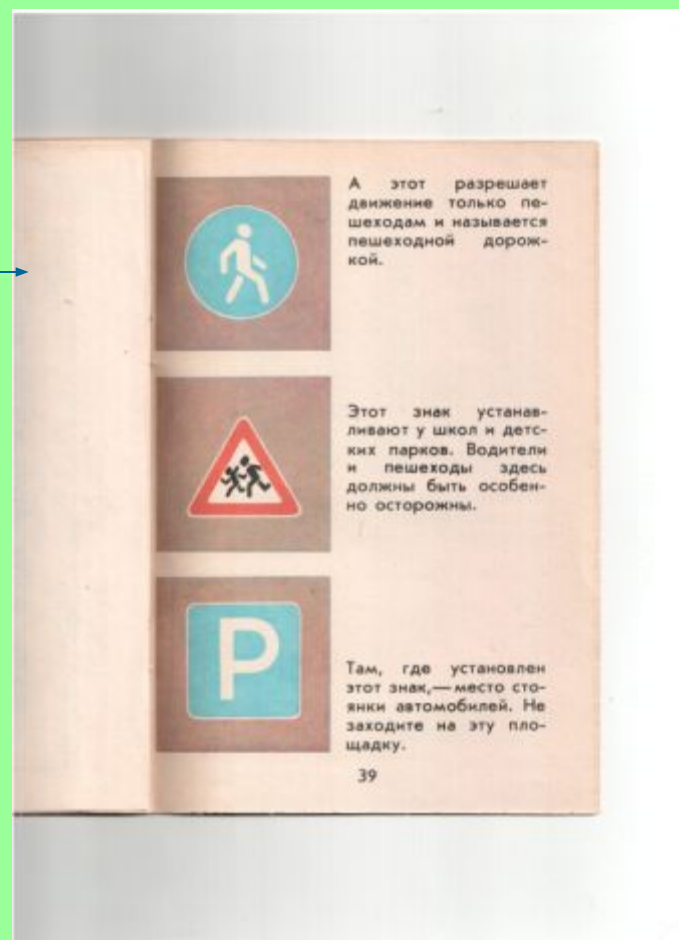 А этот разрешает
движение только пе-
шеходам и называется
пешеходной дорож-
кой.
Этот знак устанав-
ливают у школ и детс-
ких парков. Водители
и пешеходы здесь
должны быть особен-
но осторожны.
P
Там, где установлен
этот знак,— место сто-
янки автомобилей. Не
заходите на эту пло-
щадку.
39